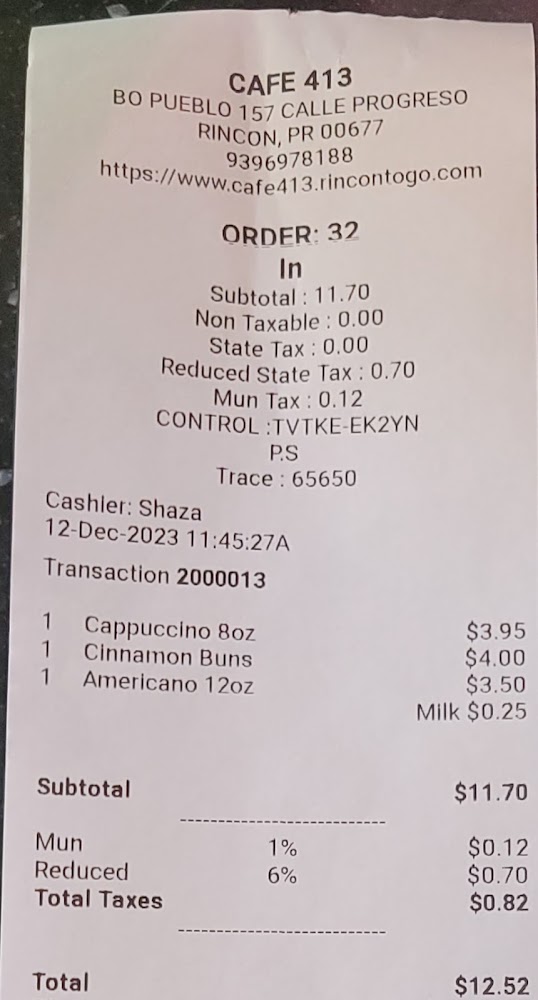 CAFE 413
BO PUEBLO 157 CALLE PROGRESO
RINCON, PR 00677
9396978188
https://www.cafe413.rincontogo.com
ORDER: 32
In
Subtotal : 11.70
Non Taxable : 0.00
State Tax : 0.00
Reduced State Tax : 0.70
Mun Tax : 0.12
CONTROL :TVTKE-EK2YN
P.S
Trace : 65650
Cashier: Shaza
12-Dec-2023 11:45:27A
Transaction 2000013
1 Cappuccino 8oz $3.95
1 Cinnamon Buns $4.00
1 Americano 12oz $3.50
Milk $0.25
Subtotal $11.70
------------------------------
Mun 1% $0.12
Reduced 6% $0.70
Total Taxes $0.82
------------------------------
Total $12.52